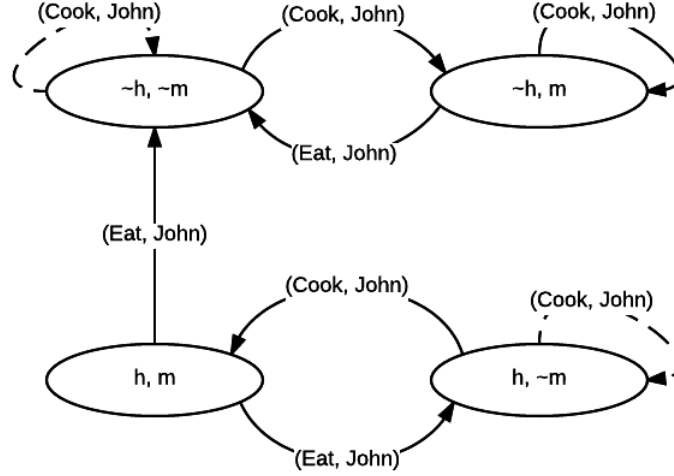 (Cook, John)
(Cook, John)
(Cook, John)
~h, ~m
~h, m
(Eat, John)
(Eat, John)
(Cook, John)
(Cook, John)
h, m
h, ~m
(Eat, John)